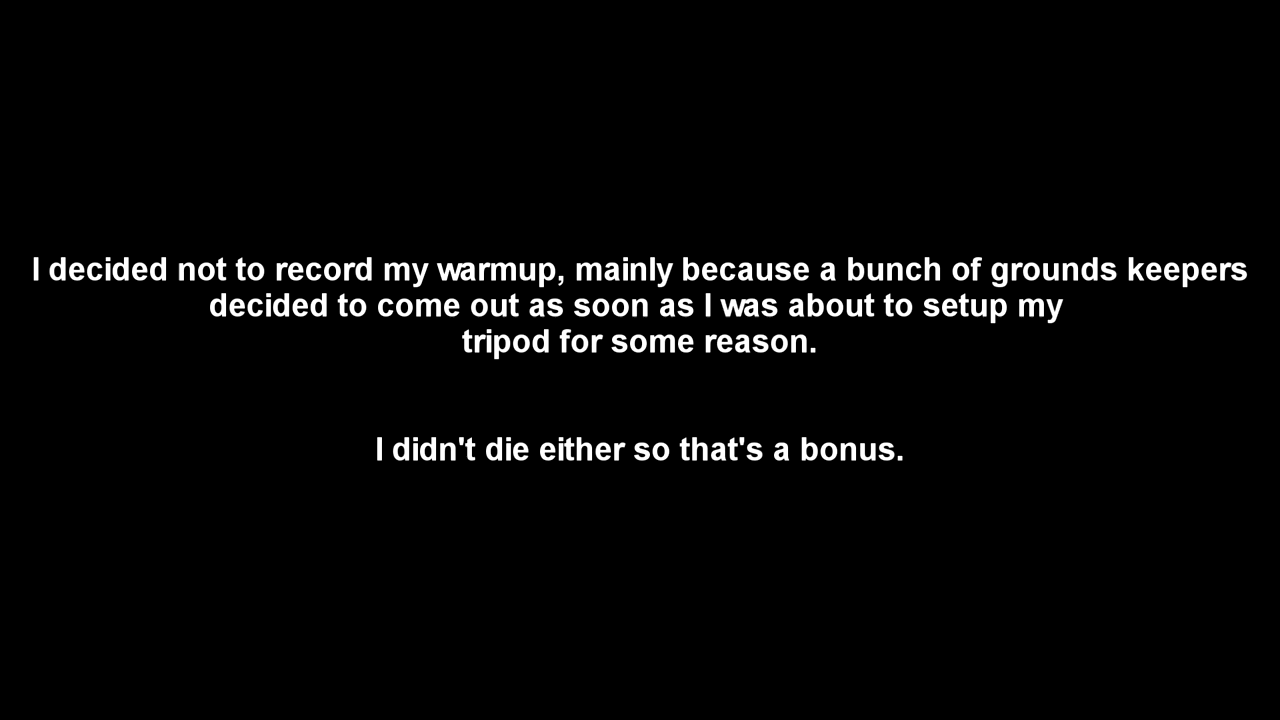 I decided not to record my warmup, mainly because a bunch of grounds keepers
decided to come out as soon as I was about to setup my
tripod for some reason.
I didn't die either so that's a bonus.